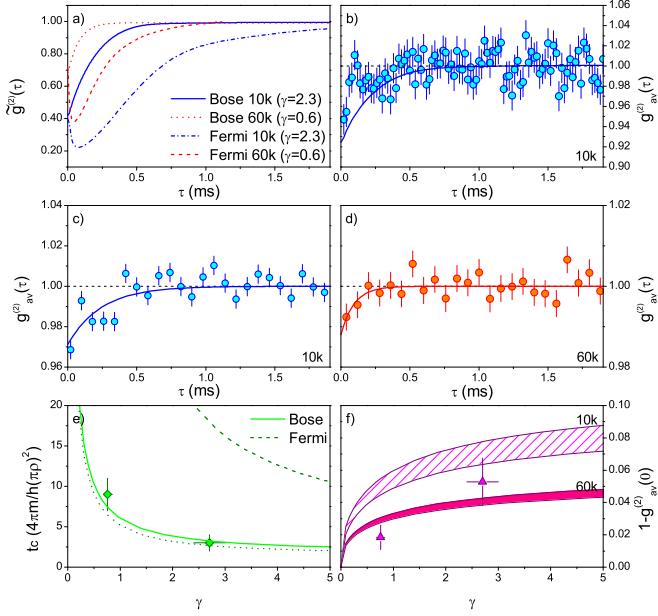 a)
1.00
0.80
0.60
0.40
0.20
g̃⁽²⁾(τ)
Bose 10k (γ=2.3)
Bose 60k (γ=0.6)
Fermi 10k (γ=2.3)
Fermi 60k (γ=0.6)
0.0 0.5 1.0 1.5
τ (ms)
b)
1.06
1.04
1.02
1.00
0.98
0.96
0.94
0.92
0.90
g⁽²⁾av(τ)
10k
0.0 0.5 1.0 1.5
τ (ms)
c)
1.04
1.02
1.00
0.98
0.96
g⁽²⁾av(τ)
10k
0.0 0.5 1.0 1.5
τ (ms)
d)
1.04
1.02
1.00
0.98
g⁽²⁾av(τ)
60k
0.0 0.5 1.0 1.5
τ (ms)
e)
20
15
10
5
0
tc (4πm/h(πρ)²)
Bose
Fermi
0 1 2 3 4 5
γ
f)
0.10
0.08
0.06
0.04
0.02
0.00
1-g⁽²⁾av(0)
10k
60k
0 1 2 3 4 5
γ